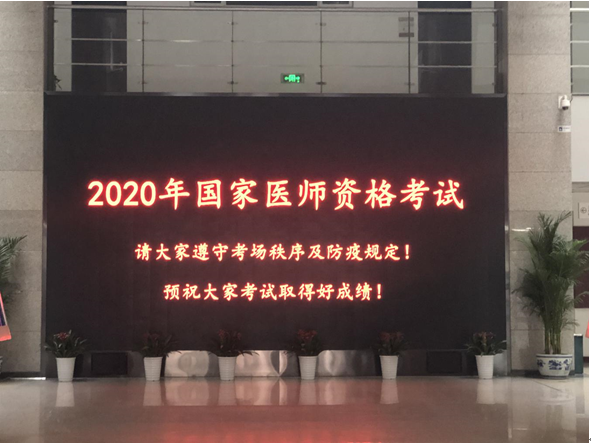 2020年国家医师资格考试
请大家遵守考场秩序及防疫规定！
预祝大家考试取得好成绩！